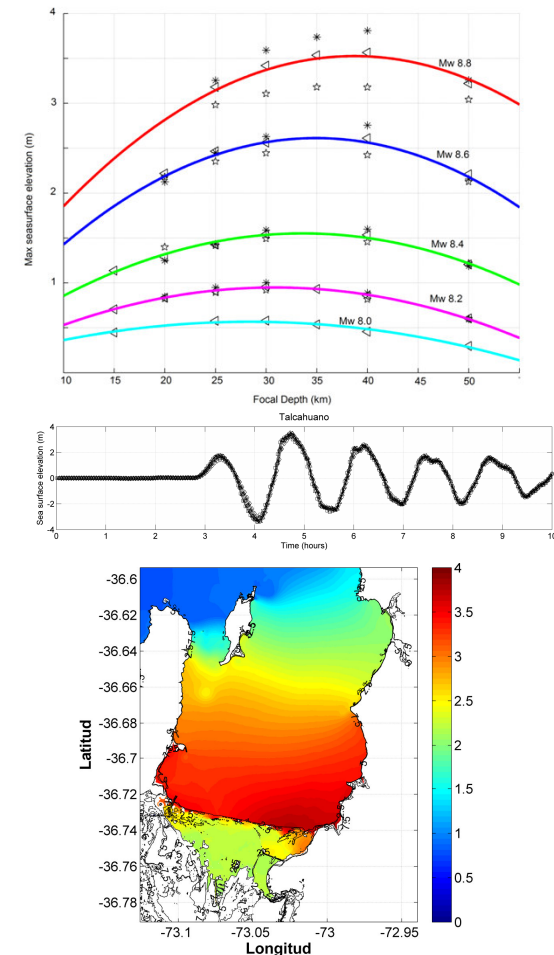 4
Mw 8.8
3
Mw 8.6
2
Max seasurface elevation (m)
Mw 8.4
1
Mw 8.2
Mw 8.0
10 15 20 25 30 35 40 45 50
Focal Depth (km)
Talcahuano
4
2
0
-2
-4
Sea surface elevation (m)
0 1 2 3 4 5 6 7 8 9 10
Time (hours)
-36.6
-36.62
-36.64
-36.66
-36.68
-36.7
-36.72
-36.74
-36.76
-36.78
Latitud
-73.1 -73.05 -73 -72.95
Longitud
4
3.5
3
2.5
2
1.5
1
0.5
0